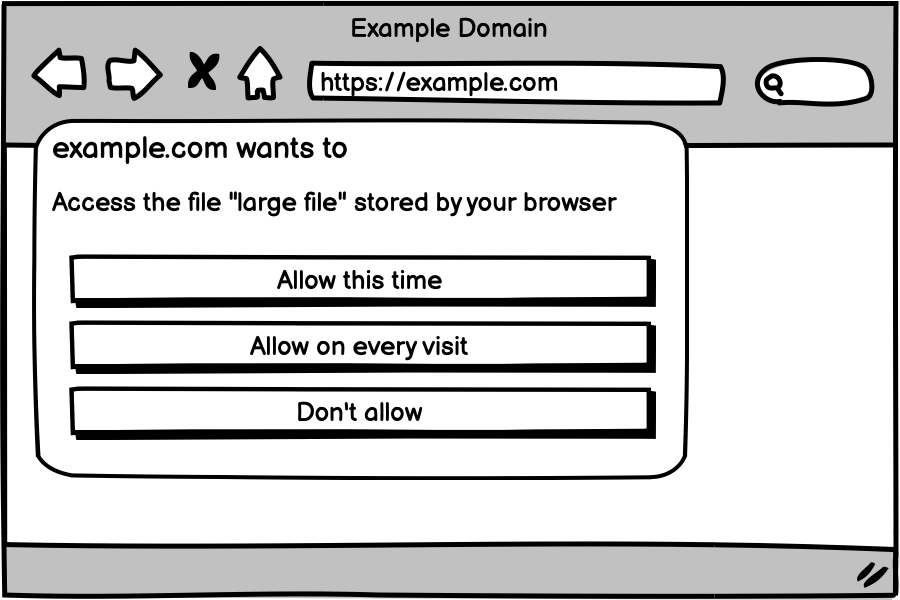 Example Domain
https://example.com
example.com wants to
Access the file "large file" stored by your browser
Allow this time
Allow on every visit
Don't allow